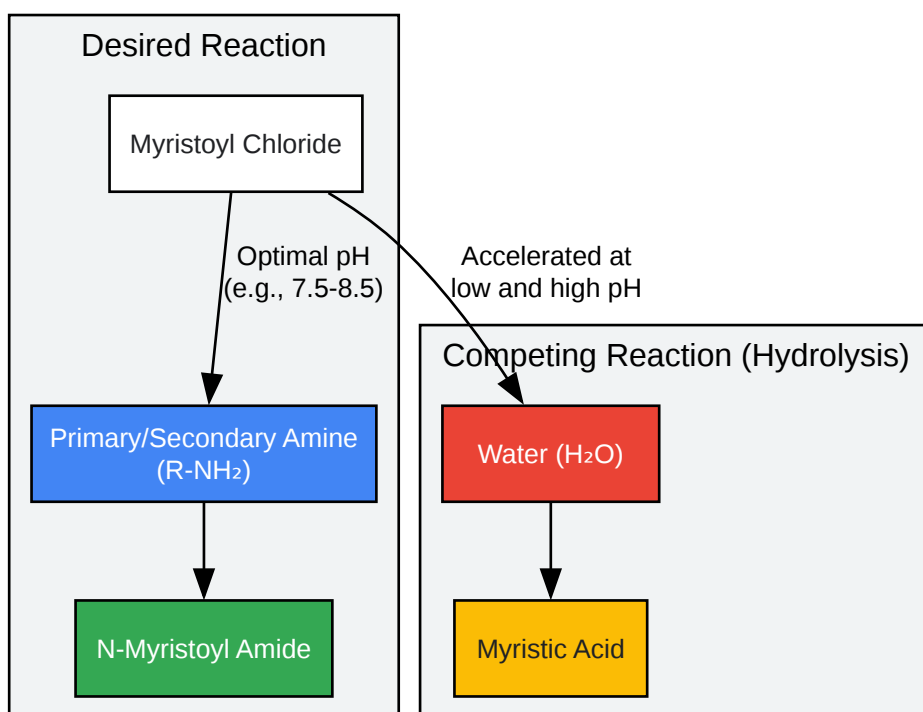 Desired Reaction
Myristoyl Chloride
Optimal pH
(e.g., 7.5-8.5)
Accelerated at
low and high pH
Competing Reaction (Hydrolysis)
Primary/Secondary Amine
(R-NH₂)
Water (H₂O)
N-Myristoyl Amide
Myristic Acid